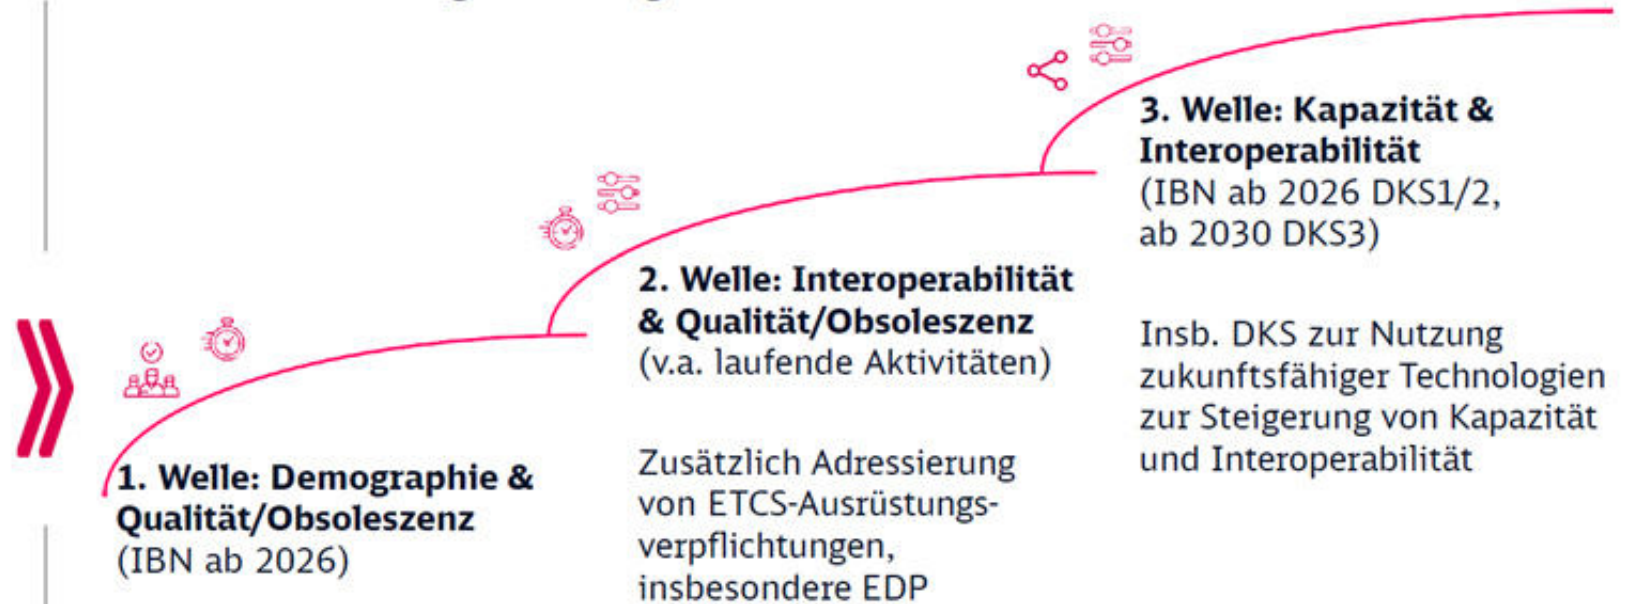 1. Welle: Demographie &
Qualität/Obsoleszenz
(IBN ab 2026)
2. Welle: Interoperabilität
& Qualität/Obsoleszenz
(v.a. laufende Aktivitäten)
Zusätzlich Adressierung
von ETCS-Ausrüstungs-
verpflichtungen,
insbesondere EDP
3. Welle: Kapazität &
Interoperabilität
(IBN ab 2026 DKS1/2,
ab 2030 DKS3)
Insb. DKS zur Nutzung
zukunftsfähiger Technologien
zur Steigerung von Kapazität
und Interoperabilität